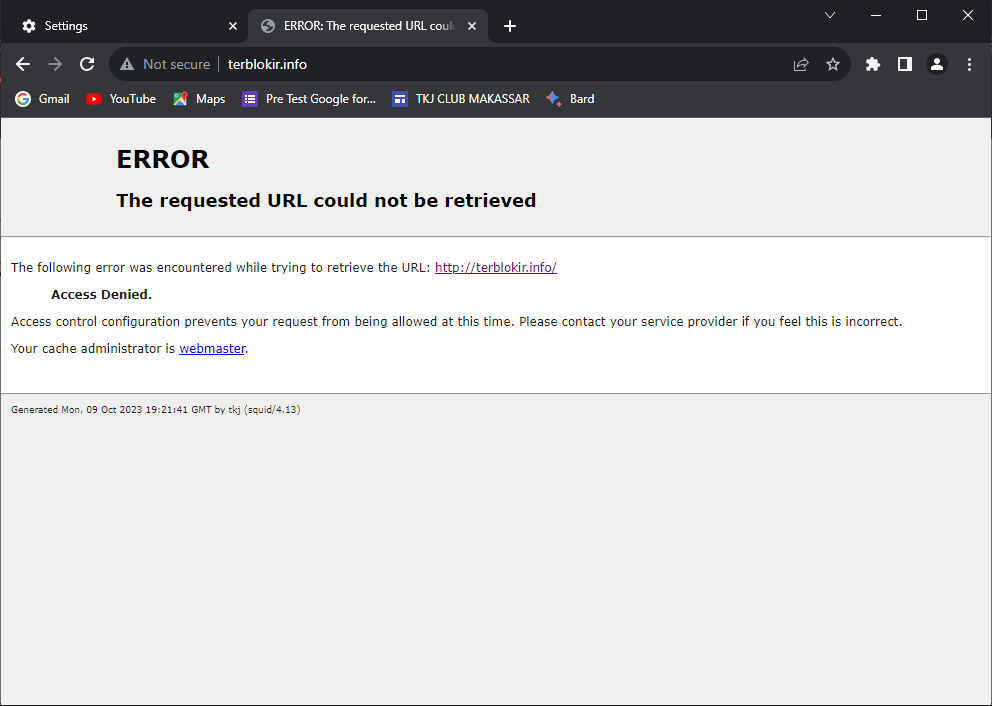 Settings
ERROR: The requested URL coul
Not secure
terblokir.info
Gmail
YouTube
Maps
Pre Test Google for...
TKJ CLUB MAKASSAR
Bard
ERROR
The requested URL could not be retrieved
The following error was encountered while trying to retrieve the URL: http://terblokir.info/
Access Denied.
Access control configuration prevents your request from being allowed at this time. Please contact your service provider if you feel this is incorrect.
Your cache administrator is webmaster.
Generated Mon, 09 Oct 2023 19:21:41 GMT by tkj (squid/4.13)